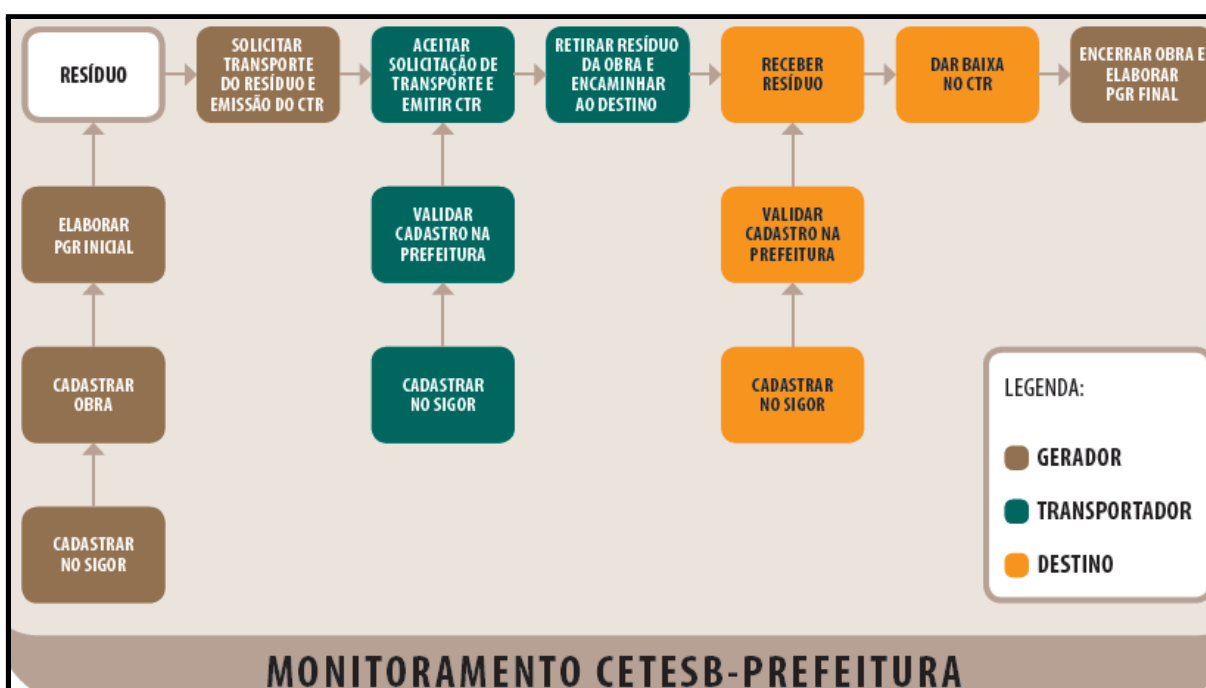 RESÍDUO
SOLICITAR
TRANSPORTE
DO RESÍDUO E
EMISSÃO DO CTR
ACEITAR
SOLICITAÇÃO DE
TRANSPORTE E
EMITIR CTR
RETIRAR RESÍDUO
DA OBRA E
ENCAMINHAR
AO DESTINO
RECEBER
RESÍDUO
DAR BAIXA
NO CTR
ENCERRAR OBRA E
ELABORAR
PGR FINAL
ELABORAR
PGR INICIAL
VALIDAR
CADASTRO NA
PREFEITURA
VALIDAR
CADASTRO NA
PREFEITURA
CADASTRAR
OBRA
CADASTRAR
NO SIGOR
CADASTRAR
NO SIGOR
CADASTRAR
NO SIGOR
LEGENDA:
GERADOR
TRANSPORTADOR
DESTINO
MONITORAMENTO CETESB-PREFEITURA